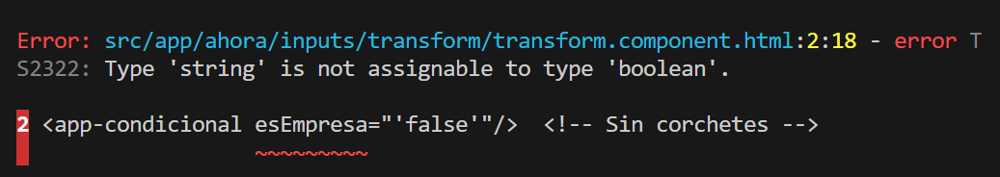 Error: src/app/ahora/inputs/transform/transform.component.html:2:18 - error T
S2322: Type 'string' is not assignable to type 'boolean'.
2 <app-condicional esEmpresa="'false'"/>  <!-- Sin corchetes -->
~~~~~~~~~